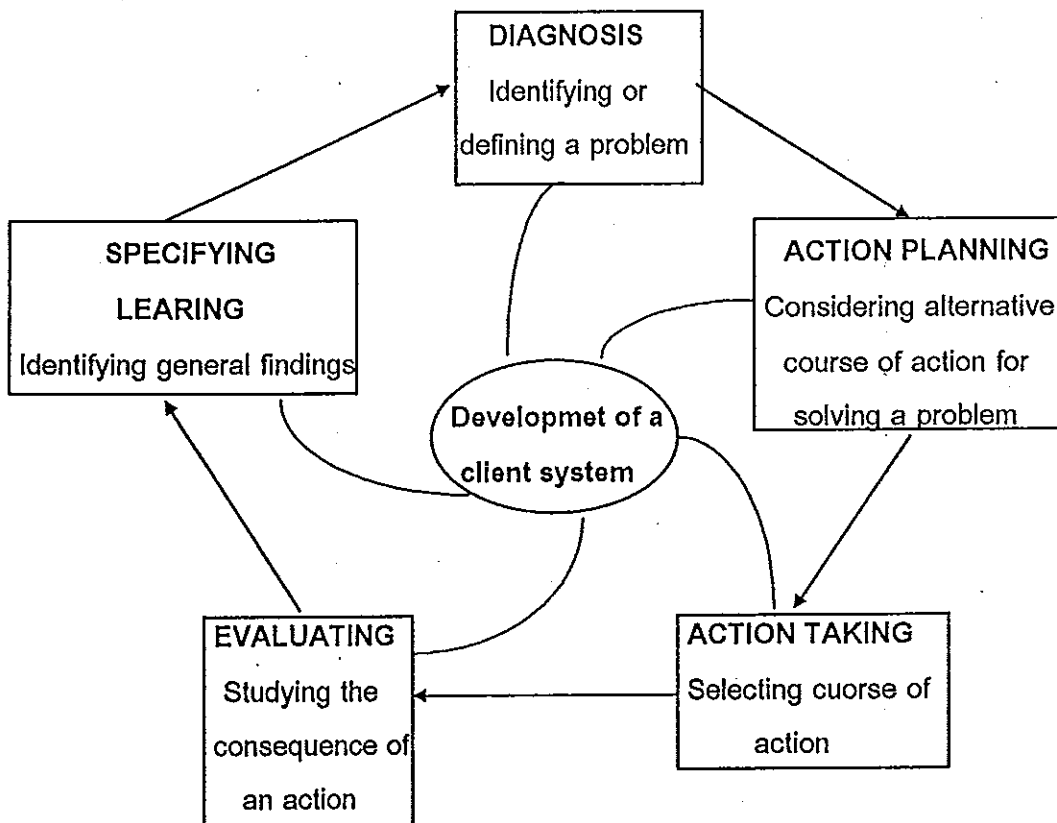 DIAGNOSIS
Identifying or
defining a problem
ACTION PLANNING
Considering alternative
course of action for
solving a problem
ACTION TAKING
Selecting cuorse of
action
EVALUATING
Studying the
consequence of
an action
SPECIFYING
LEARING
Identifying general findings
Developmet of a
client system